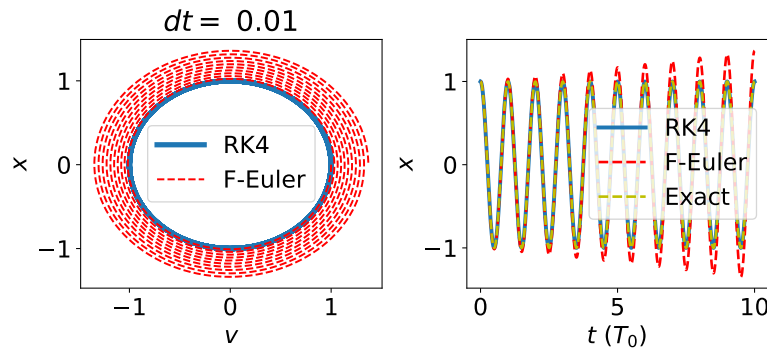 dt = 0.01
x
1
0
−1
RK4
F-Euler
−1
0
1
v
x
1
0
−1
RK4
F-Euler
Exact
0
5
10
t (T₀)